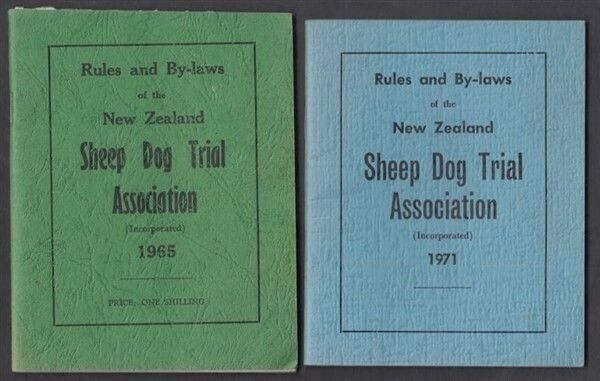 Rules and By-laws
of the
New Zealand
Sheep Dog Trial
Association
(Incorporated)
1965
PRICE: ONE SHILLING
Rules and By-laws
of the
New Zealand
Sheep Dog Trial
Association
(Incorporated)
1971